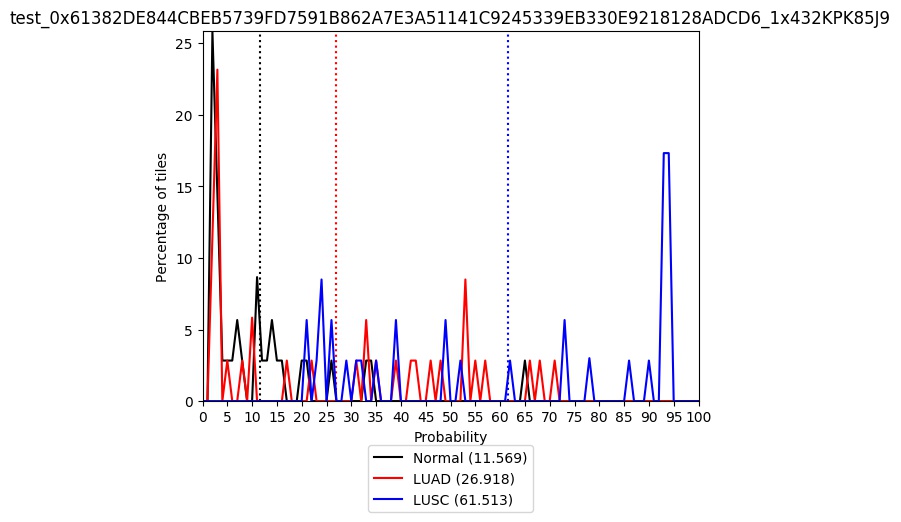 test_0x61382DE844CBEB5739FD7591B862A7E3A51141C9245339EB330E9218128ADCD6_1x432KPK85J9
25
20
15
10
5
0
Percentage of tiles
0 5 10 15 20 25 30 35 40 45 50 55 60 65 70 75 80 85 90 95 100
Probability
Normal (11.569)
LUAD (26.918)
LUSC (61.513)